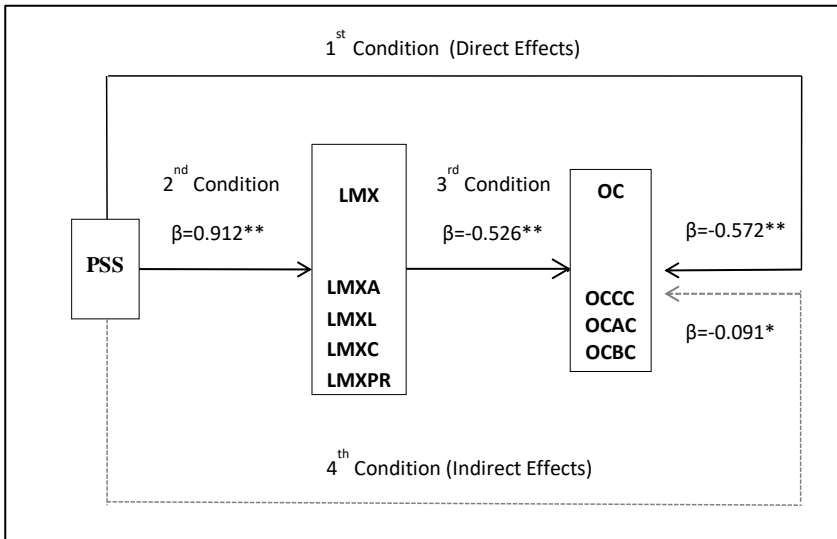 1st Condition (Direct Effects)
2nd Condition
β=0.912**
PSS
LMX
LMXA
LMXL
LMXC
LMXPR
3rd Condition
β=-0.526**
OC
OCCC
OCAC
OCBC
β=-0.572**
β=-0.091*
4th Condition (Indirect Effects)